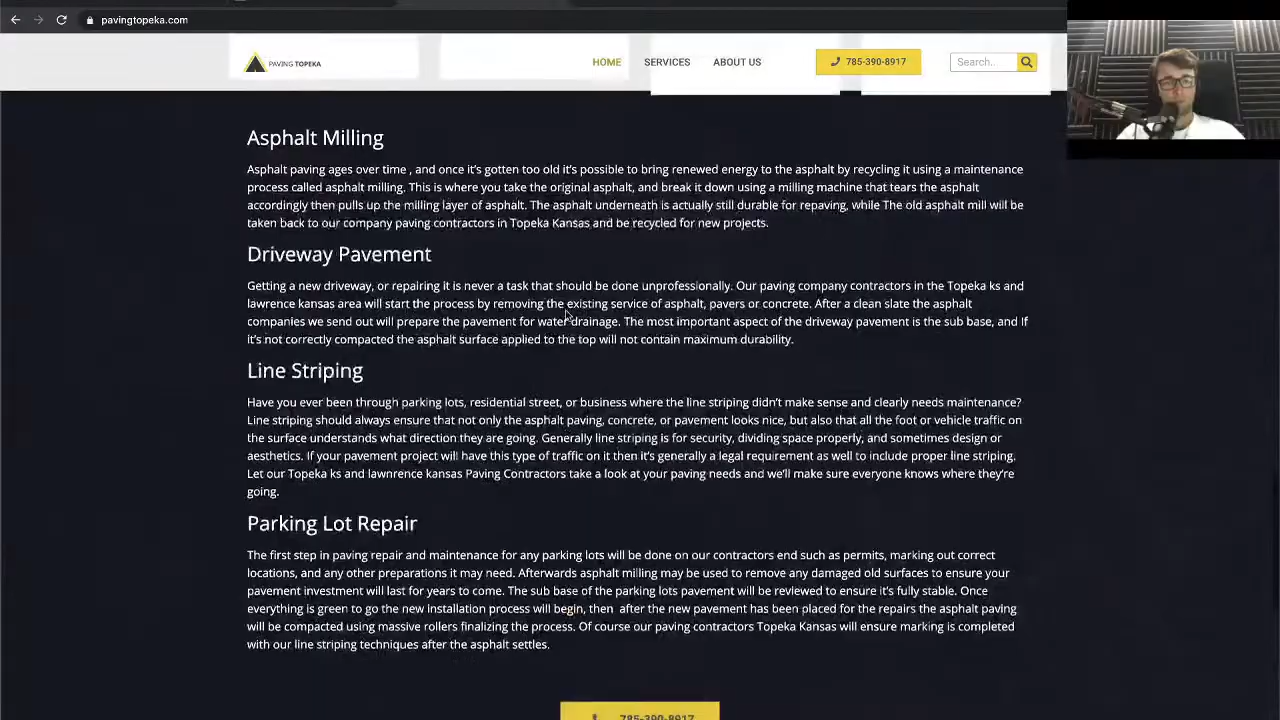 pavingtopeka.com
PAVING TOPEKA
HOME
SERVICES
ABOUT US
785-390-8917
Search...
Asphalt Milling
Asphalt paving ages over time , and once it's gotten too old it's possible to bring renewed energy to the asphalt by recycling it using a maintenance
process called asphalt milling. This is where you take the original asphalt, and break it down using a milling machine that tears the asphalt
accordingly then pulls up the milling layer of asphalt. The asphalt underneath is actually still durable for repaving, while The old asphalt mill will be
taken back to our company paving contractors in Topeka Kansas and be recycled for new projects.
Driveway Pavement
Getting a new driveway, or repairing it is never a task that should be done unprofessionally. Our paving company contractors in the Topeka ks and
lawrence kansas area will start the process by removing the existing service of asphalt, pavers or concrete. After a clean slate the asphalt
companies we send out will prepare the pavement for water drainage. The most important aspect of the driveway pavement is the sub base, and If
it's not correctly compacted the asphalt surface applied to the top will not contain maximum durability.
Line Striping
Have you ever been through parking lots, residential street, or business where the line striping didn't make sense and clearly needs maintenance?
Line striping should always ensure that not only the asphalt paving, concrete, or pavement looks nice, but also that all the foot or vehicle traffic on
the surface understands what direction they are going. Generally line striping is for security, dividing space properly, and sometimes design or
aesthetics. If your pavement project will have this type of traffic on it then it's generally a legal requirement as well to include proper line striping.
Let our Topeka ks and lawnrence kansas Paving Contractors take a look at your paving needs and we'll make sure everyone knows where they're
going.
Parking Lot Repair
The first step in paving repair and maintenance for any parking lots will be done on our contractors end such as permits, marking out correct
locations, and any other preparations it may need. Afterwards asphalt milling may be used to remove any damaged old surfaces to ensure your
pavement investment will last for years to come. The sub base of the parking lots pavement will be reviewed to ensure it's fully stable. Once
everything is green to go the new installation process will begin, then after the new pavement has been placed for the repairs the asphalt paving
will be compacted using massive rollers finalizing the process. Of course our paving contractors Topeka Kansas will ensure marking is completed
with our line striping techniques after the asphalt settles.
785-390-8917